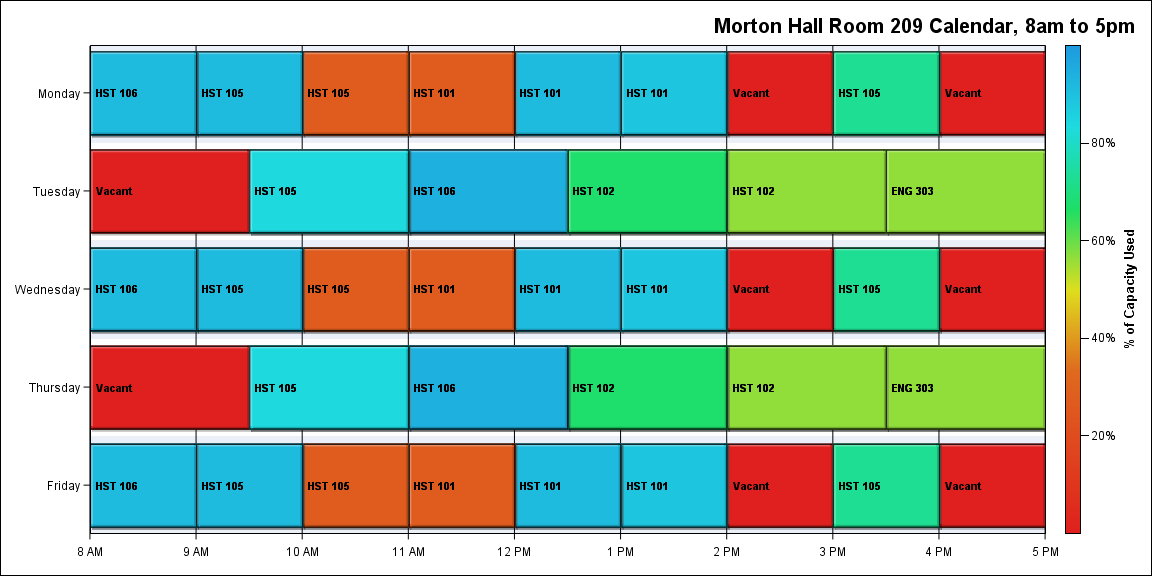 Morton Hall Room 209 Calendar, 8am to 5pm
Monday HST 106 HST 105 HST 105 HST 101 HST 101 HST 101 Vacant HST 105 Vacant
Tuesday Vacant HST 105 HST 106 HST 102 HST 102 ENG 303
Wednesday HST 106 HST 105 HST 105 HST 101 HST 101 HST 101 Vacant HST 105 Vacant
Thursday Vacant HST 105 HST 106 HST 102 HST 102 ENG 303
Friday HST 106 HST 105 HST 105 HST 101 HST 101 HST 101 Vacant HST 105 Vacant
8 AM 9 AM 10 AM 11 AM 12 PM 1 PM 2 PM 3 PM 4 PM 5 PM
80%
60%
40%
20%
% of Capacity Used